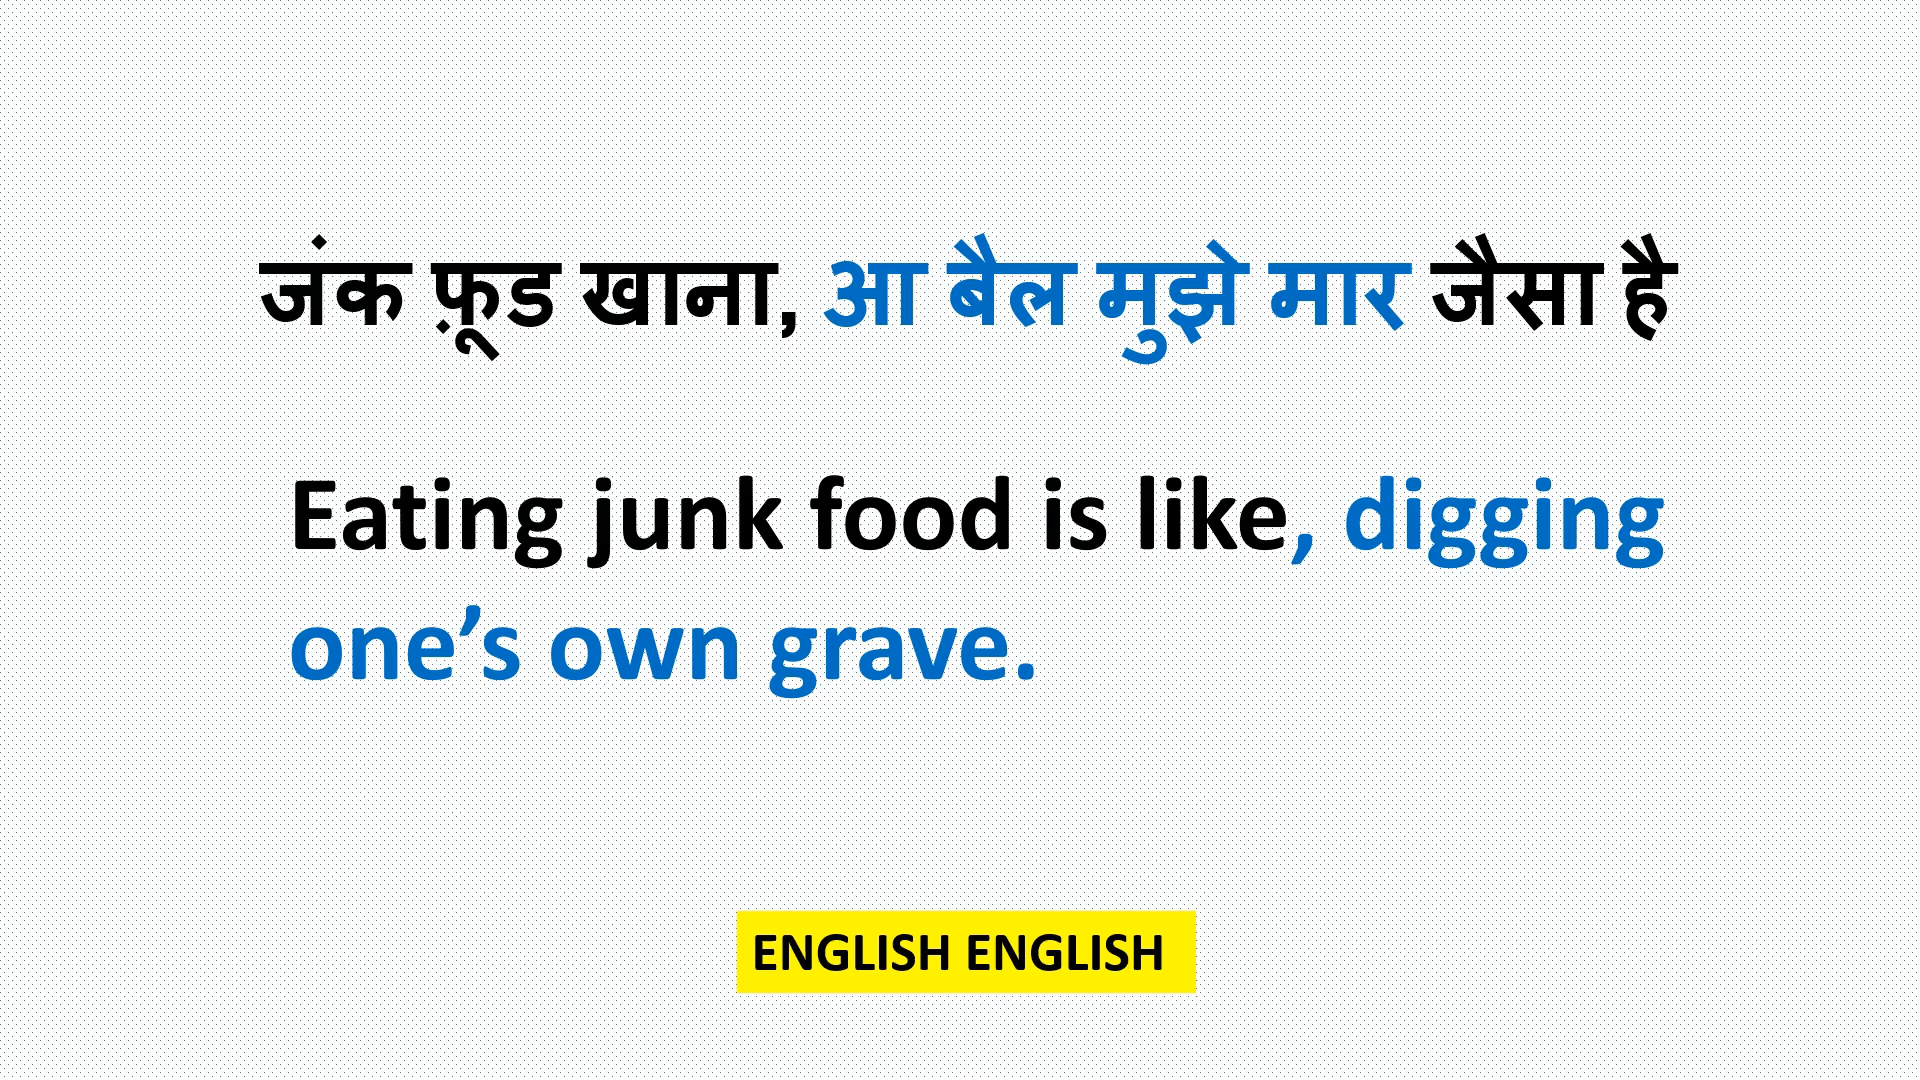 जंक फ़ूड खाना, आ बैल मुझे मार जैसा है
Eating junk food is like, digging
one’s own grave.
ENGLISH ENGLISH